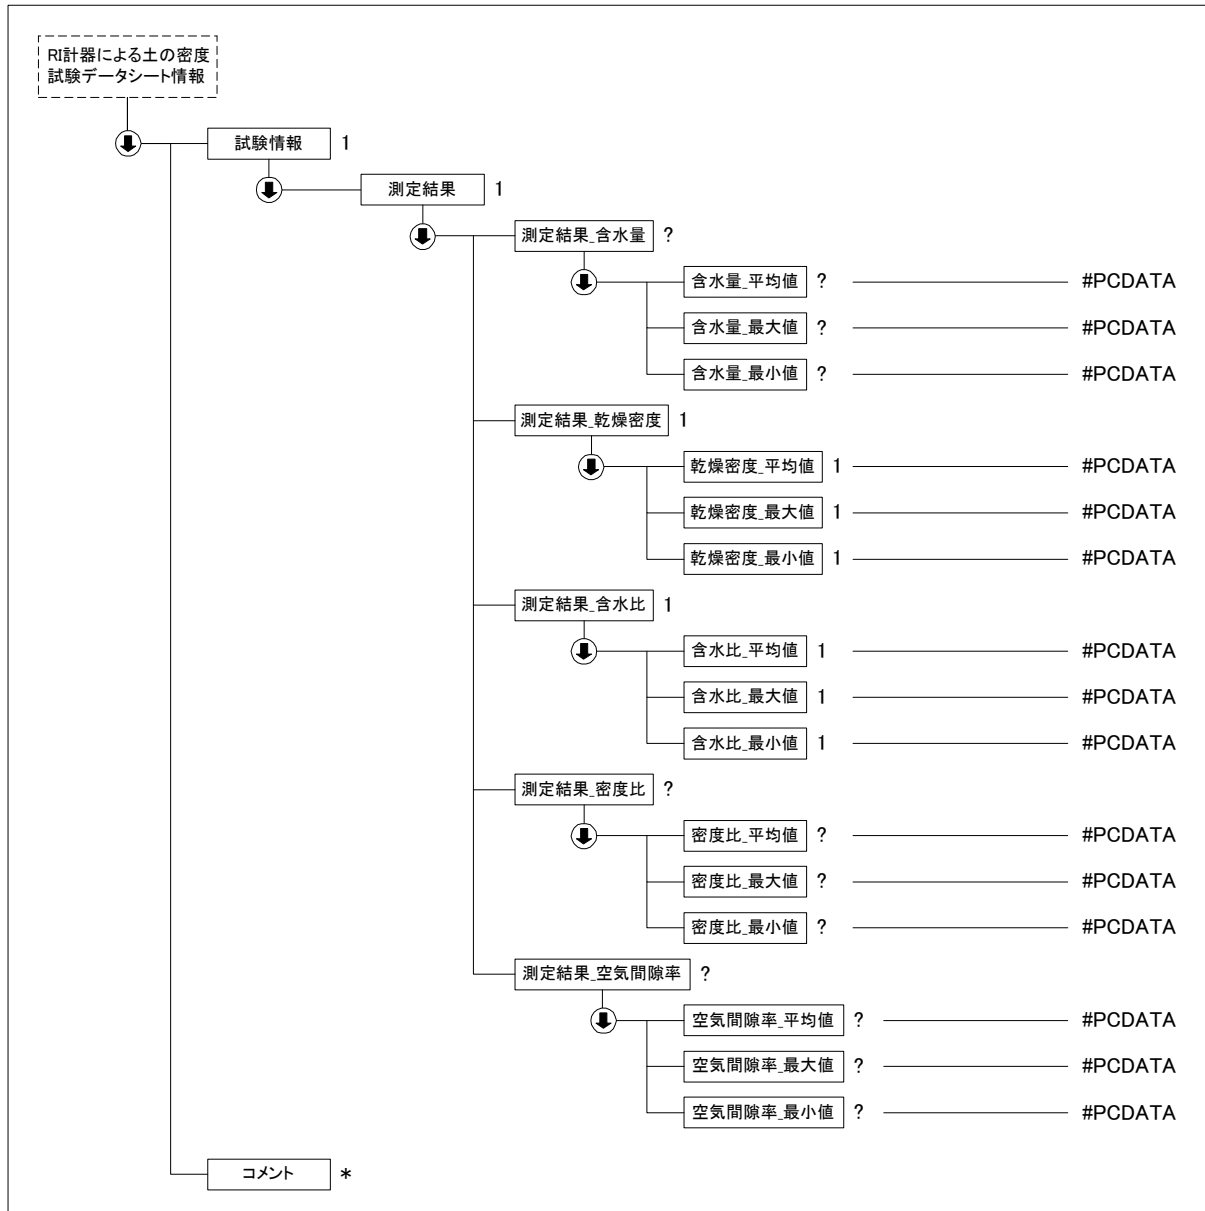 RI計器による土の密度
試験データシート情報
試験情報 1
測定結果 1
測定結果_含水量 ?
含水量_平均値 ? #PCDATA
含水量_最大値 ? #PCDATA
含水量_最小値 ? #PCDATA
測定結果_乾燥密度 1
乾燥密度_平均値 1 #PCDATA
乾燥密度_最大値 1 #PCDATA
乾燥密度_最小値 1 #PCDATA
測定結果_含水比 1
含水比_平均値 1 #PCDATA
含水比_最大値 1 #PCDATA
含水比_最小値 1 #PCDATA
測定結果_密度比 ?
密度比_平均値 ? #PCDATA
密度比_最大値 ? #PCDATA
密度比_最小値 ? #PCDATA
測定結果_空気間隙率 ?
空気間隙率_平均値 ? #PCDATA
空気間隙率_最大値 ? #PCDATA
空気間隙率_最小値 ? #PCDATA
コメント *